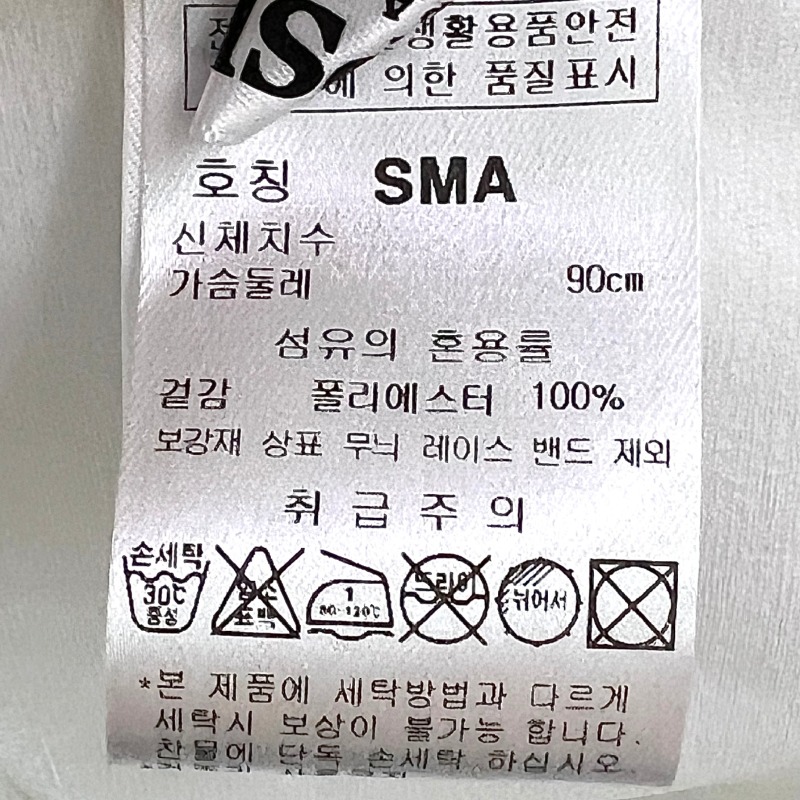 생활용품안전
의한 품질표시
호칭 SMA
신체치수
가슴둘레 90cm
섬유의 혼용률
겉감 폴리에스터 100%
보강재 상표 무늬 레이스 밴드 제외
취급주의
손세탁
30℃
중성
염소
표백
1
80-120℃
드라이
뉘어서
*본 제품에 세탁방법과 다르게
세탁시 보상이 불가능 합니다.
찬물에 단독 손세탁 하십시오.